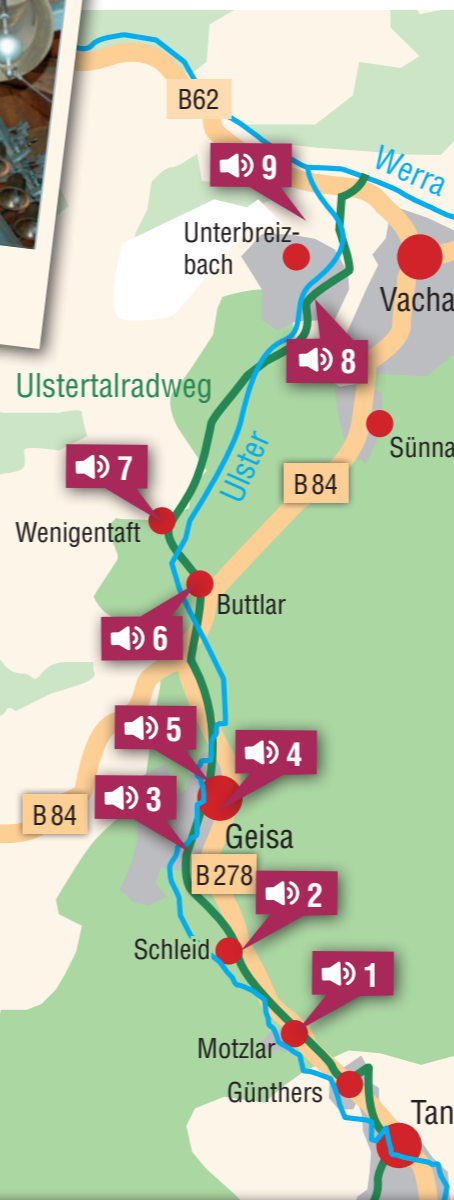 B62
9
Werra
Unterbreiz-
bach
Vacha
8
Ulstertalradweg
Sünna
Ulster
7
B 84
Wenigentaft
Buttlar
6
5
4
3
B 84
Geisa
B 278
2
Schleid
1
Motzlar
Günthers
Tan